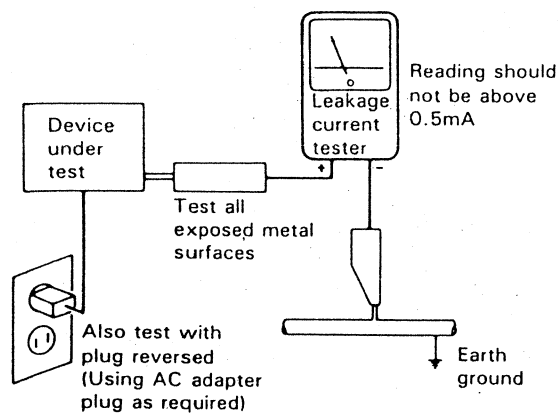 Device
under
test
Leakage
current
tester
+
-
Reading should
not be above
0.5mA
Test all
exposed metal
surfaces
Also test with
plug reversed
(Using AC adapter
plug as required)
Earth
ground